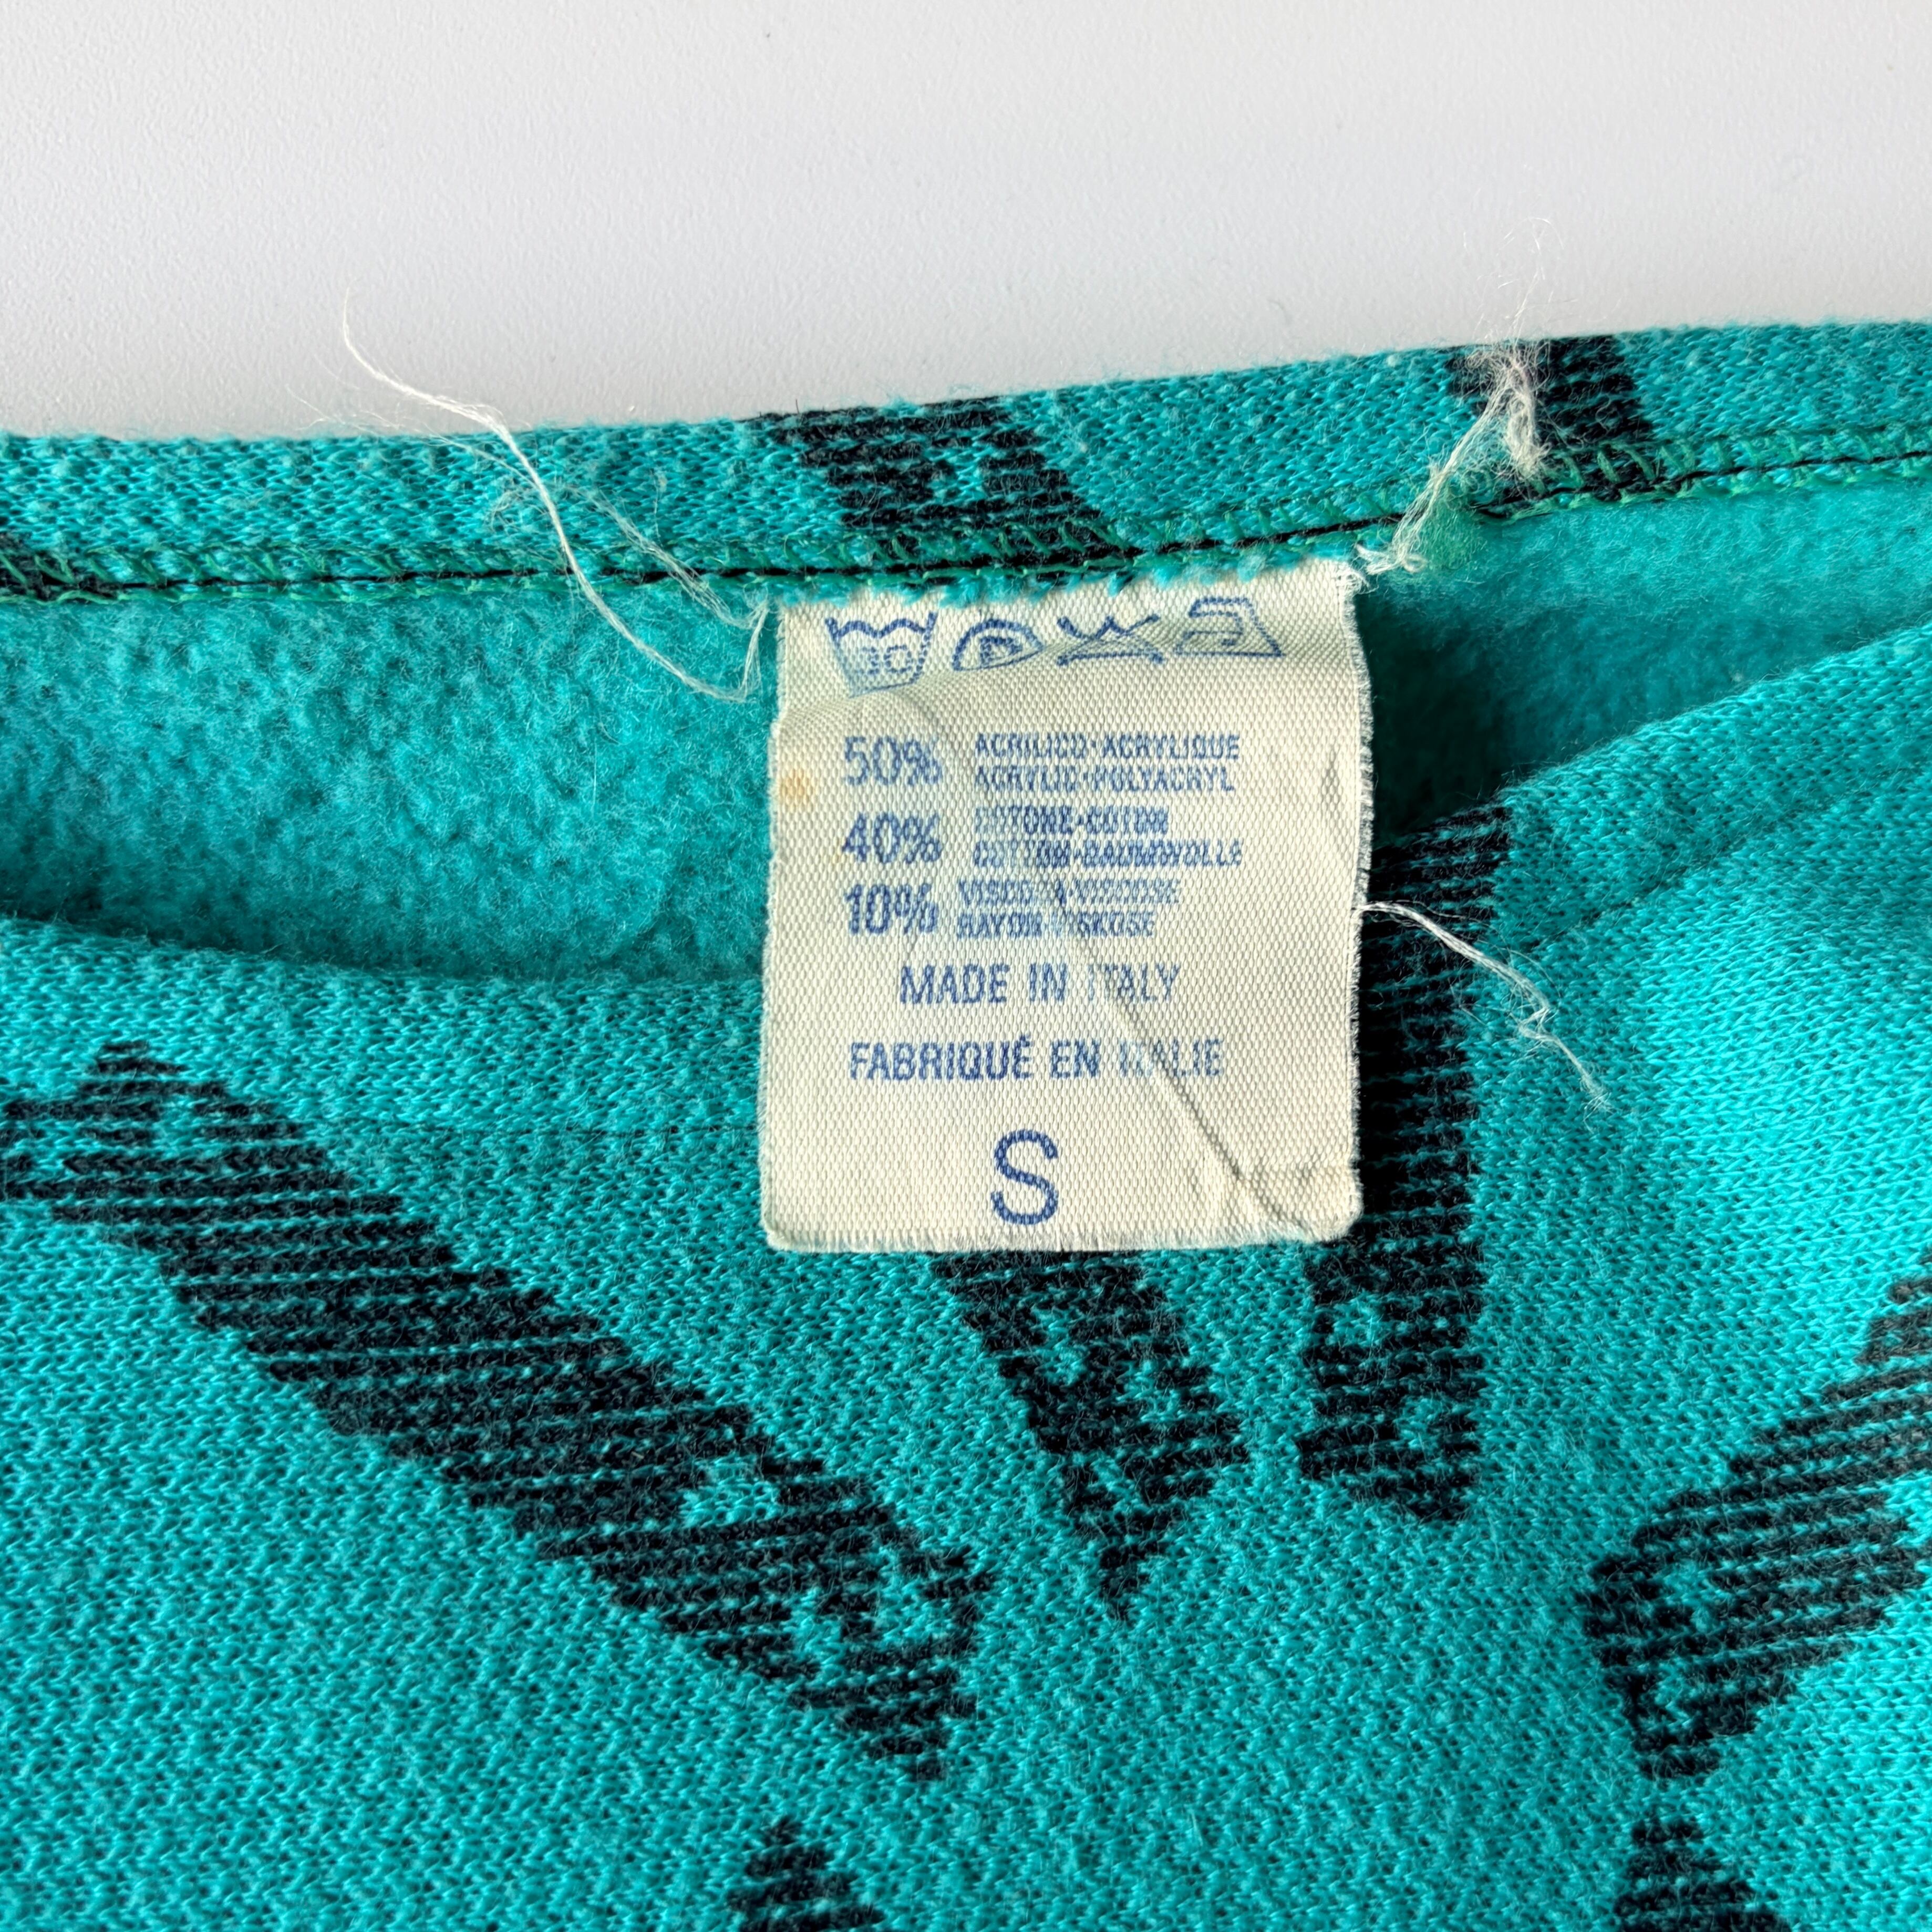 30 P
50% ACRILICO·ACRYLIQUE
ACRYLIC·POLYACRYL
40% COTONE·COTON
COTTON·BAUMWOLLE
10% VISCOSA·VISCOSE
RAYON·VISKOSE
MADE IN ITALY
FABRIQUÉ EN ITALIE
S